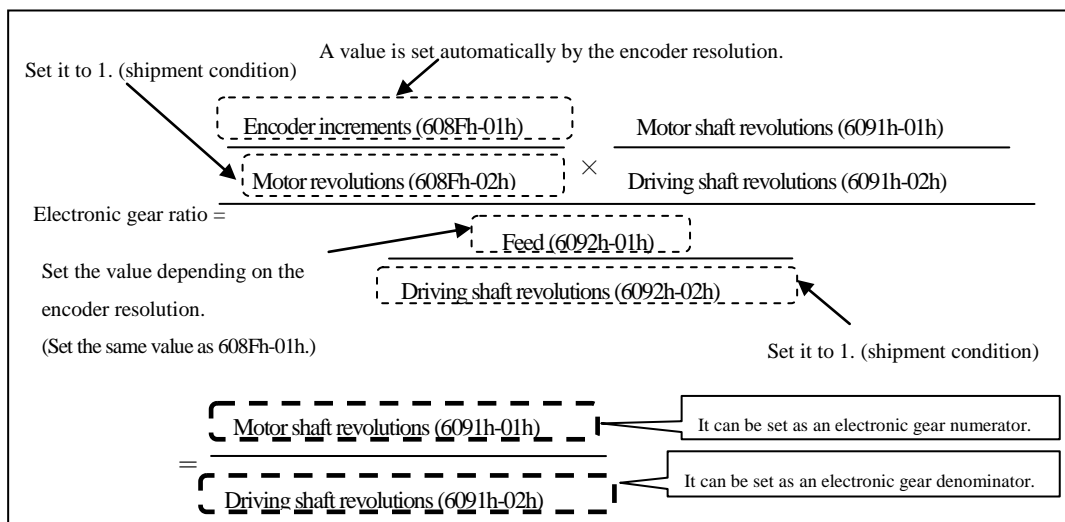 A value is set automatically by the encoder resolution.
Set it to 1. (shipment condition)
Encoder increments (608Fh-01h)
Motor shaft revolutions (6091h-01h)
×
Motor revolutions (608Fh-02h)
Driving shaft revolutions (6091h-02h)
Electronic gear ratio =
Feed (6092h-01h)
Set the value depending on the
encoder resolution.
(Set the same value as 608Fh-01h.)
Driving shaft revolutions (6092h-02h)
Set it to 1. (shipment condition)
Motor shaft revolutions (6091h-01h)
It can be set as an electronic gear numerator.
=
Driving shaft revolutions (6091h-02h)
It can be set as an electronic gear denominator.